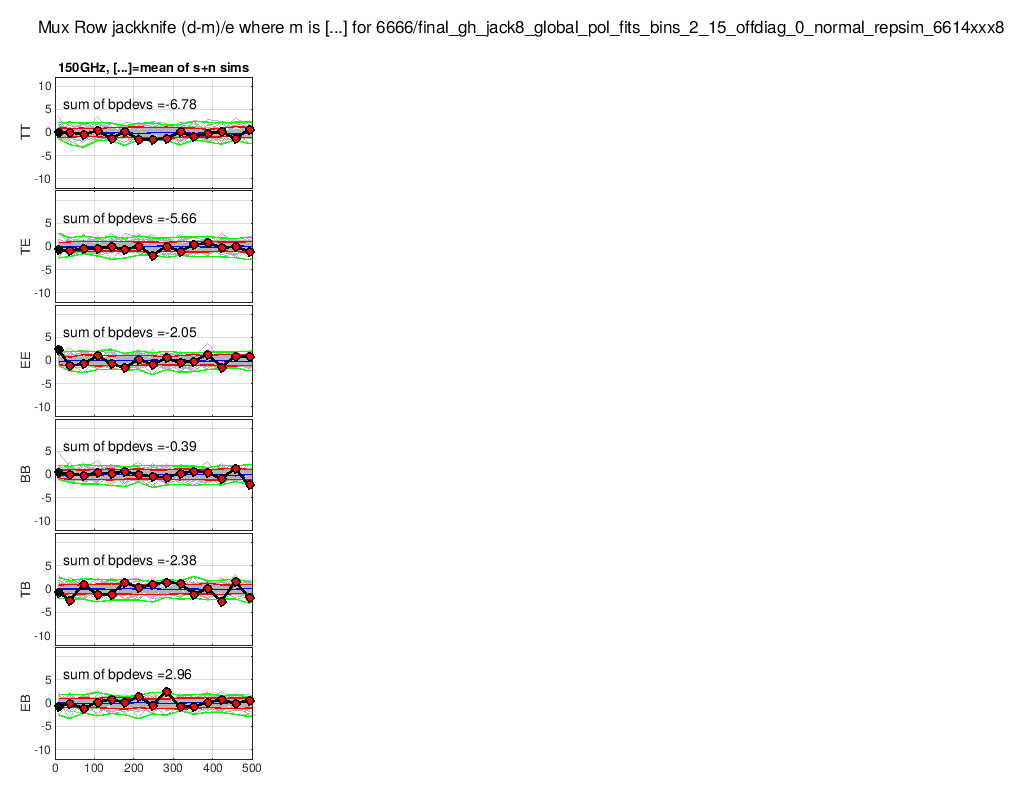 Mux Row jackknife (d-m)/e where m is [...] for 6666/final_gh_jack8_global_pol_fits_bins_2_15_offdiag_0_normal_repsim_6614xxx8
150GHz, [...]=mean of s+n sims
10
5
0
-5
-10
TT
sum of bpdevs =-6.78
5
0
-5
-10
TE
sum of bpdevs =-5.66
5
0
-5
-10
EE
sum of bpdevs =-2.05
5
0
-5
-10
BB
sum of bpdevs =-0.39
5
0
-5
-10
TB
sum of bpdevs =-2.38
5
0
-5
-10
EB
sum of bpdevs =2.96
0 100 200 300 400 500